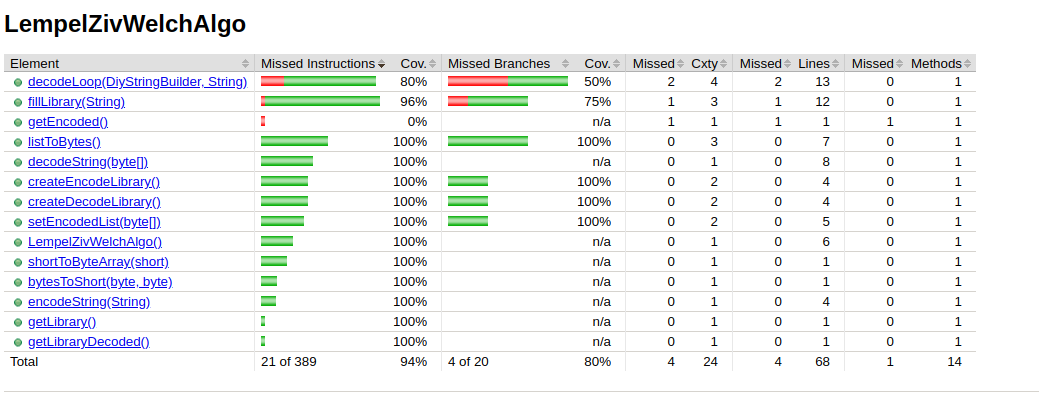 LempelZivWelchAlgo
Element Missed Instructions Cov. Missed Branches Cov. Missed Cxty Missed Lines Missed Methods
decodeLoop(DiyStringBuilder, String) 80% 50% 2 4 2 13 0 1
fillLibrary(String) 96% 75% 1 3 1 12 0 1
getEncoded() 0% n/a 1 1 1 1 1 1
listToBytes() 100% 100% 0 3 0 7 0 1
decodeString(byte[]) 100% n/a 0 1 0 8 0 1
createEncodeLibrary() 100% 100% 0 2 0 4 0 1
createDecodeLibrary() 100% 100% 0 2 0 4 0 1
setEncodedList(byte[]) 100% 100% 0 2 0 5 0 1
LempelZivWelchAlgo() 100% n/a 0 1 0 6 0 1
shortToByteArray(short) 100% n/a 0 1 0 1 0 1
bytesToShort(byte, byte) 100% n/a 0 1 0 1 0 1
encodeString(String) 100% n/a 0 1 0 4 0 1
getLibrary() 100% n/a 0 1 0 1 0 1
getLibraryDecoded() 100% n/a 0 1 0 1 0 1
Total 21 of 389 94% 4 of 20 80% 4 24 4 68 1 14